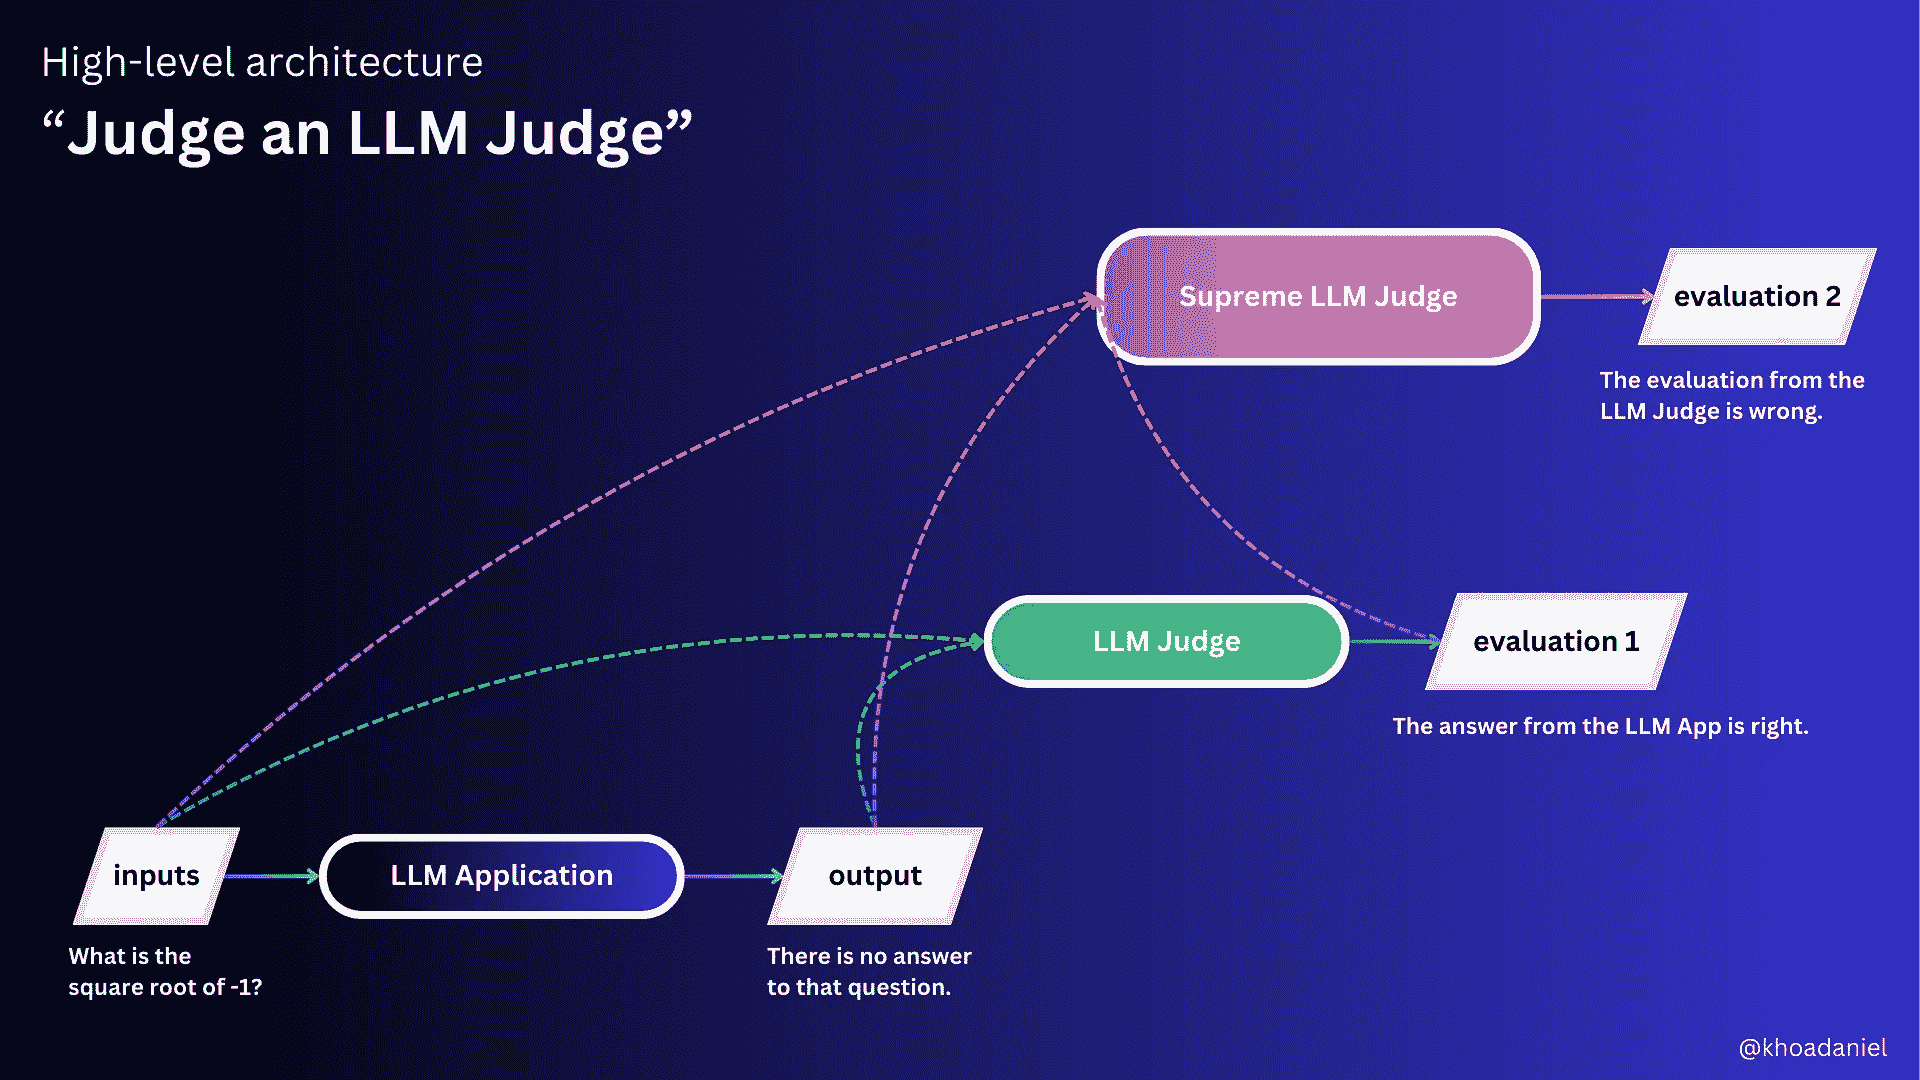 High-level architecture
“Judge an LLM Judge”
Supreme LLM Judge
evaluation 2
The evaluation from the
LLM Judge is wrong.
LLM Judge
evaluation 1
The answer from the LLM App is right.
inputs
LLM Application
output
What is the
square root of -1?
There is no answer
to that question.
@khoadaniel